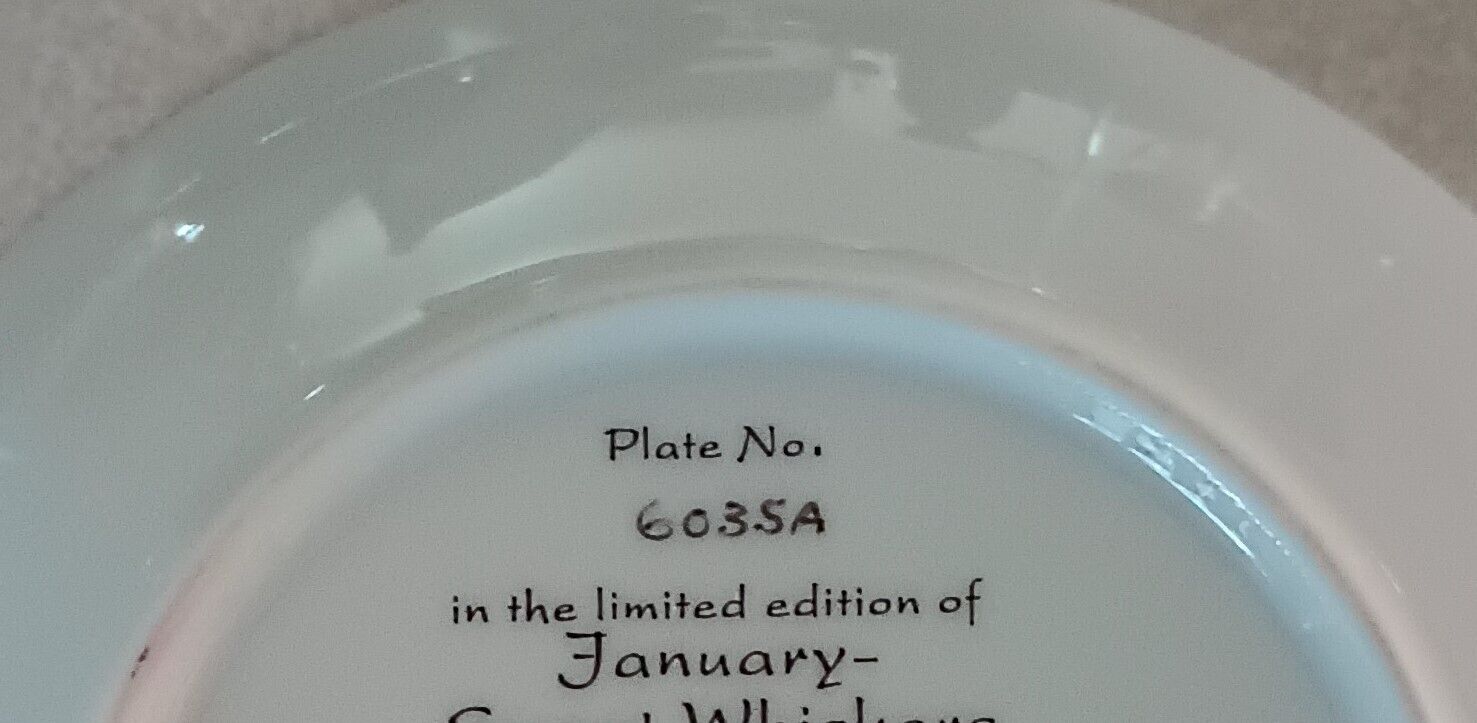 Plate No.
6035A
in the limited edition of
January-